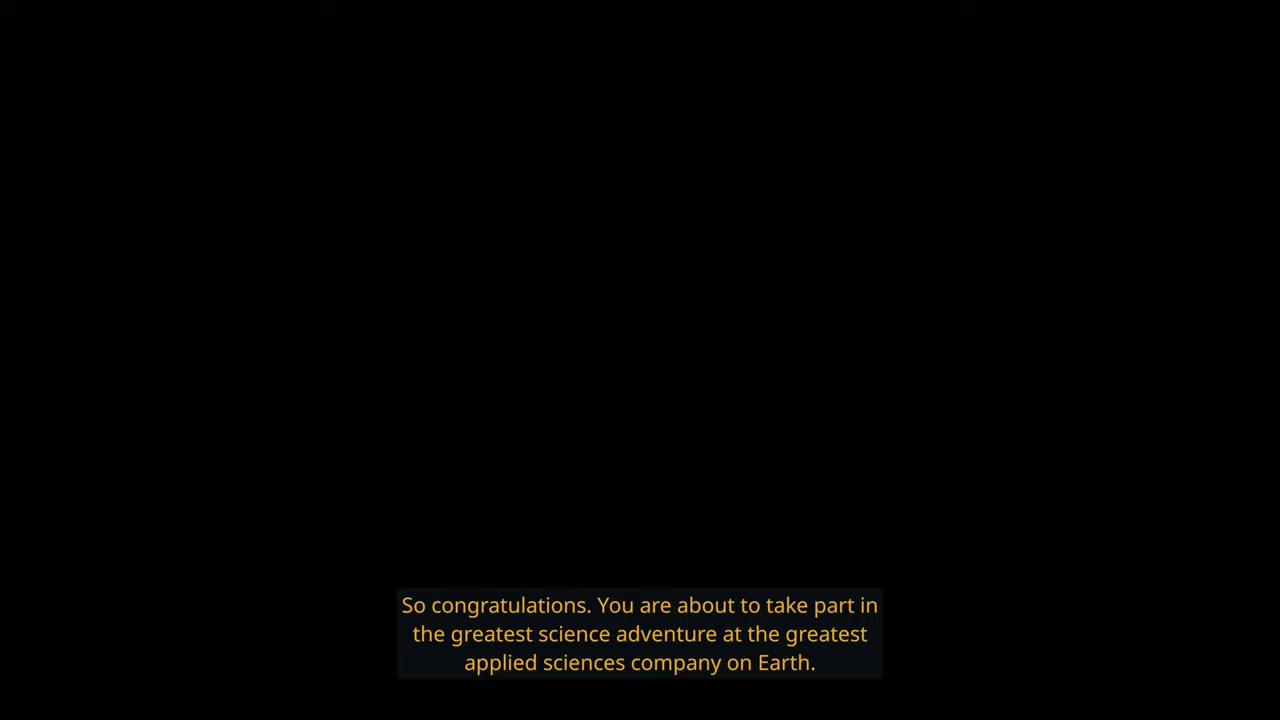 So congratulations. You are about to take part in
the greatest science adventure at the greatest
applied sciences company on Earth.